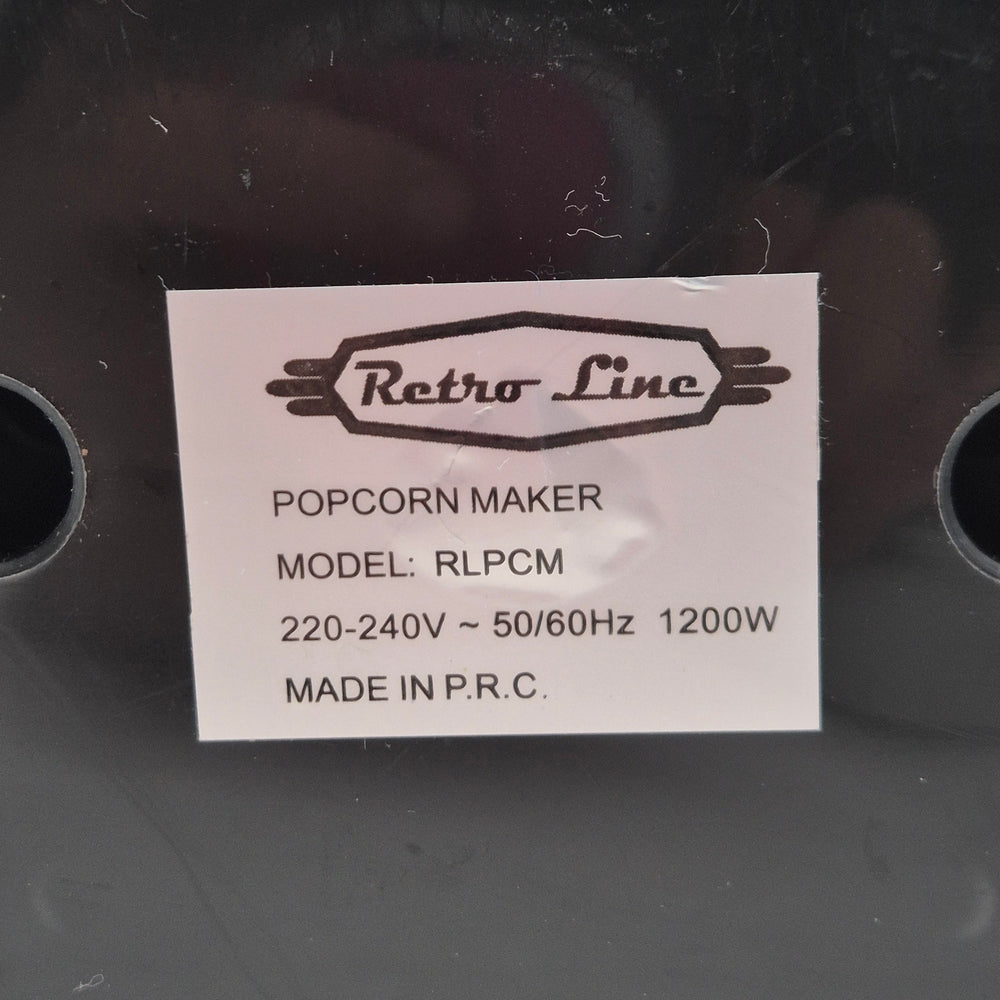 Retro Line
POPCORN MAKER
MODEL: RLPCM
220-240V ~ 50/60Hz 1200W
MADE IN P.R.C.